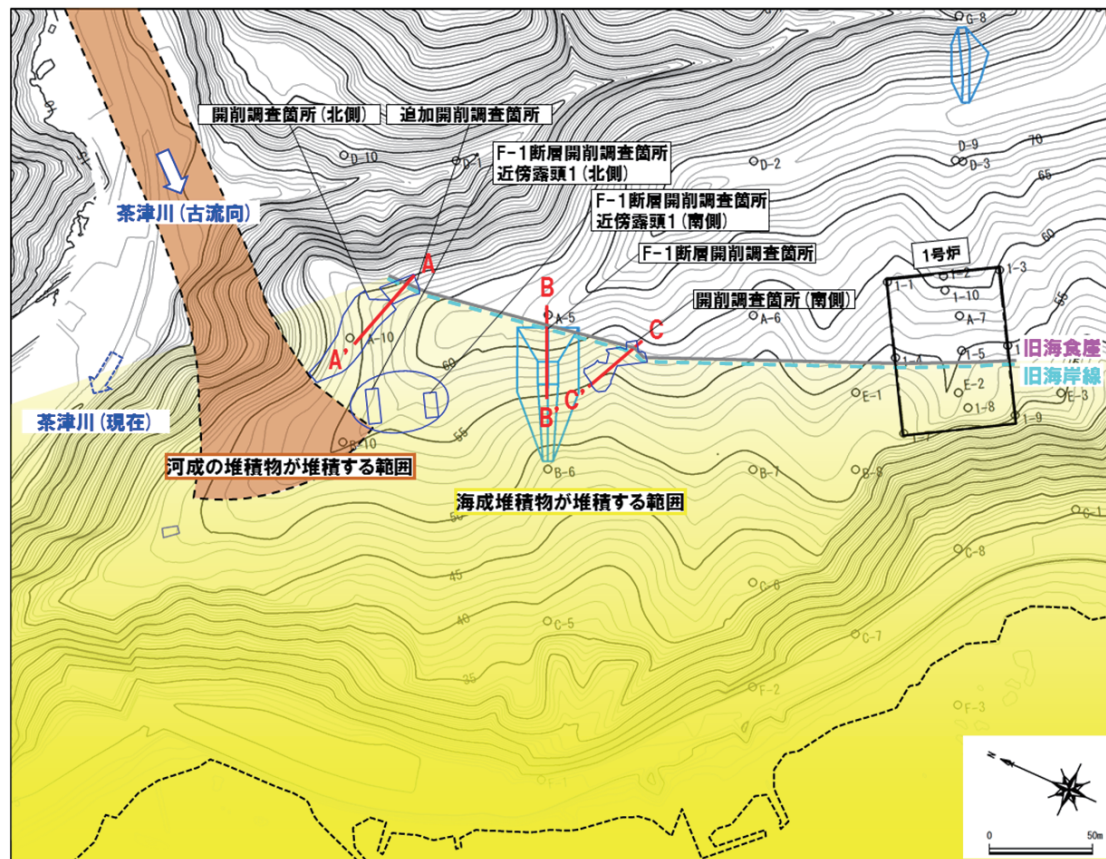 G-8
開削調査箇所(北側)
追加開削調査箇所
F-1断層開削調査箇所
近傍露頭1(北側)
F-1断層開削調査箇所
近傍露頭1(南側)
F-1断層開削調査箇所
開削調査箇所(南側)
D-10
D-1
D-2
D-9
D-3
70
65
60
55
15
茶津川(古流向)
茶津川(現在)
A
A'
B
B'
C
C'
A-10
A-5
A-6
1号炉
1-1
1-2
1-3
1-10
A-7
1-4
1-5
旧海食崖
旧海岸線
E-1
E-2
E-3
1-8
1-9
1-7
60
55
50
45
40
35
B-10
B-6
B-7
B-8
河成の堆積物が堆積する範囲
海成堆積物が堆積する範囲
C-1
C-8
C-6
C-5
C-7
F-2
F-3
F-1
N
0
50m